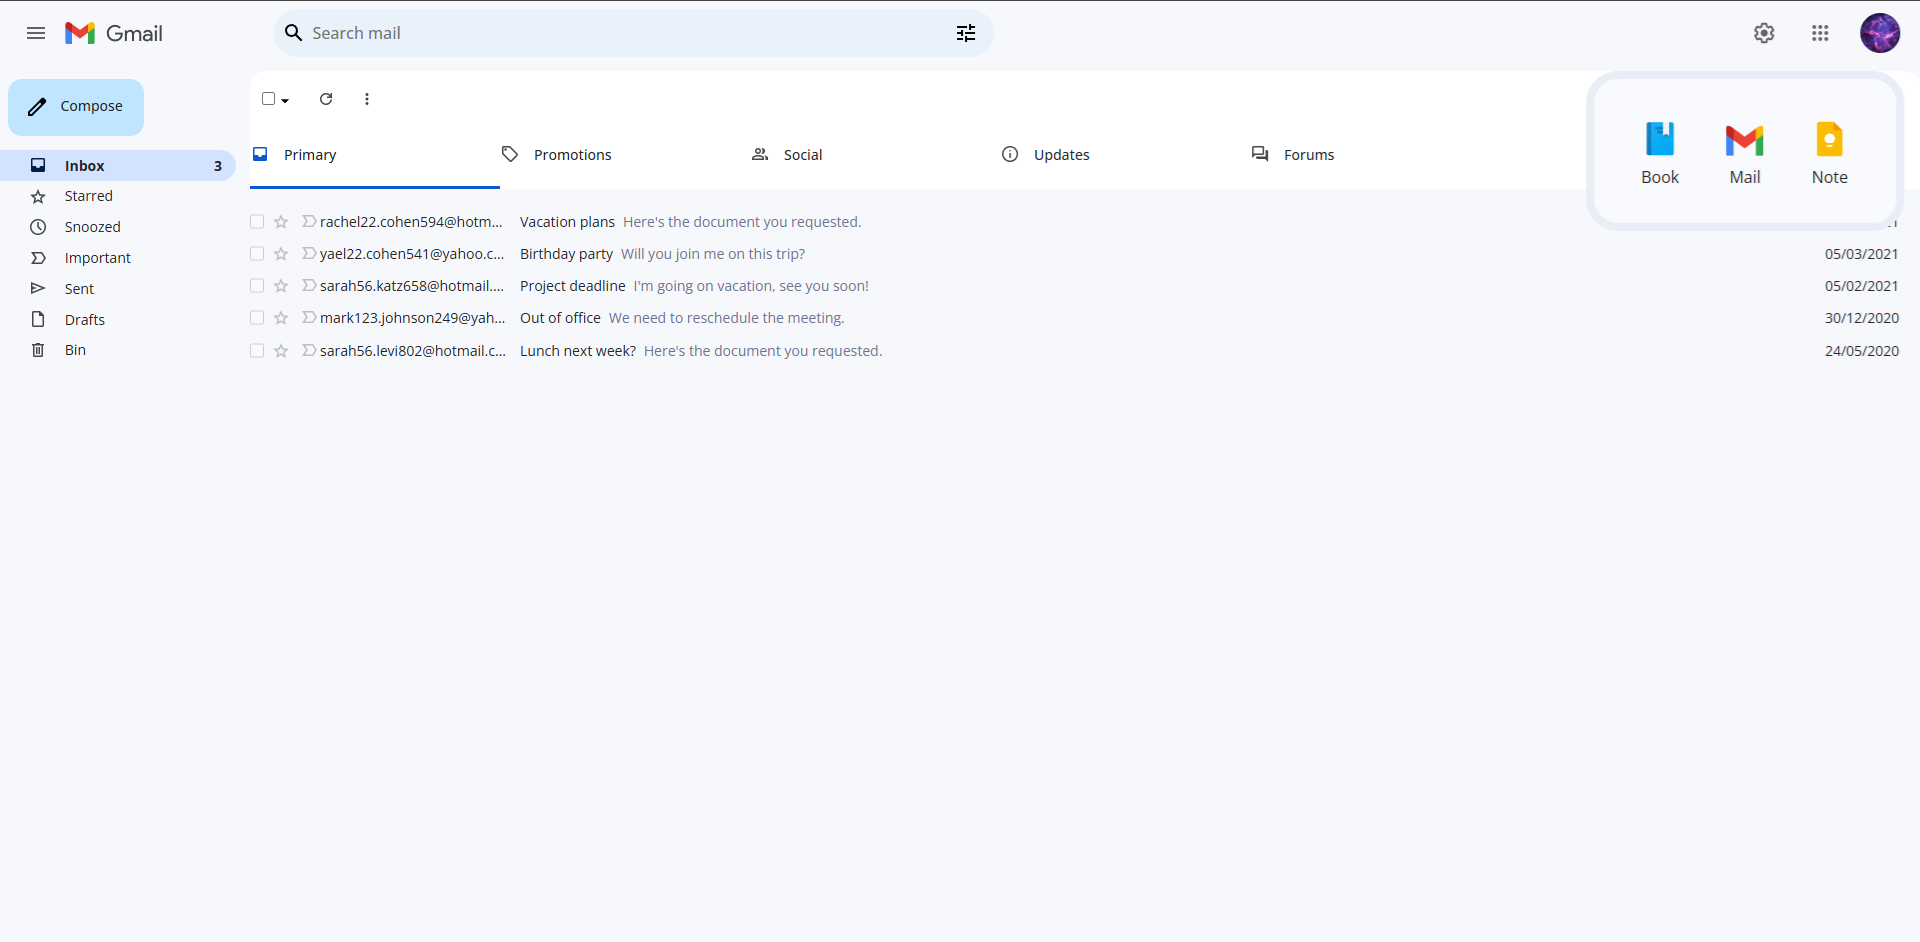 Gmail
Search mail
Compose
Inbox 3
Starred
Snoozed
Important
Sent
Drafts
Bin
Primary Promotions Social Updates Forums
Book Mail Note
rachel22.cohen594@hotm... Vacation plans Here's the document you requested.
yael22.cohen541@yahoo.c... Birthday party Will you join me on this trip? 05/03/2021
sarah56.katz658@hotmail.... Project deadline I'm going on vacation, see you soon! 05/02/2021
mark123.johnson249@yah... Out of office We need to reschedule the meeting. 30/12/2020
sarah56.levi802@hotmail.c... Lunch next week? Here's the document you requested. 24/05/2020